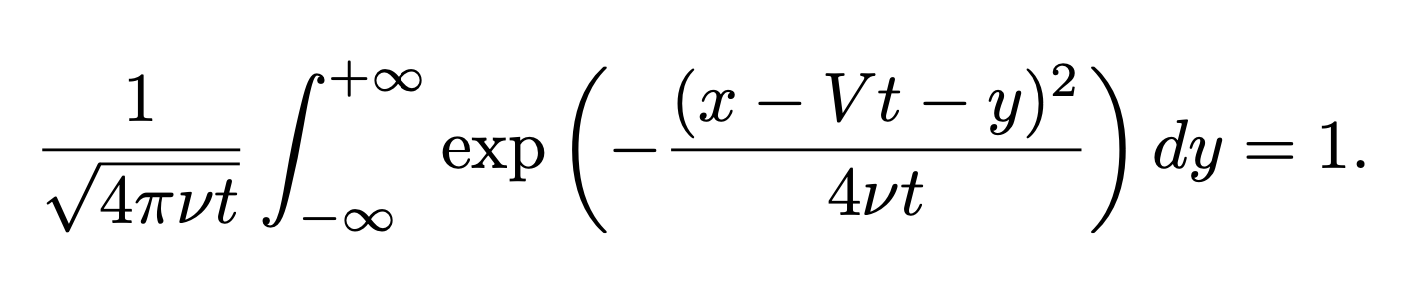 \frac{1}{\sqrt{4\pi\nu t}} \int_{-\infty}^{+\infty} \exp\left(-\frac{(x - Vt - y)^2}{4\nu t}\right) dy = 1.